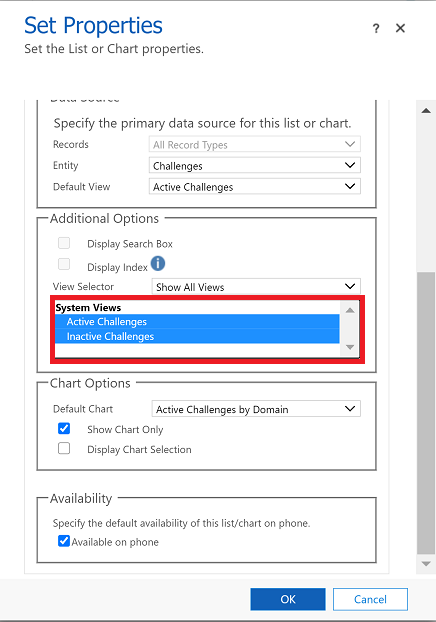 Set Properties
?
Set the List or Chart properties.
Data Source
Specify the primary data source for this list or chart.
Records
All Record Types
Entity
Challenges
Default View
Active Challenges
Additional Options
Display Search Box
Display Index
i
View Selector
Show All Views
System Views
Active Challenges
Inactive Challenges
Chart Options
Default Chart
Active Challenges by Domain
Show Chart Only
Display Chart Selection
Availability
Specify the default availability of this list/chart on phone.
Available on phone
OK
Cancel